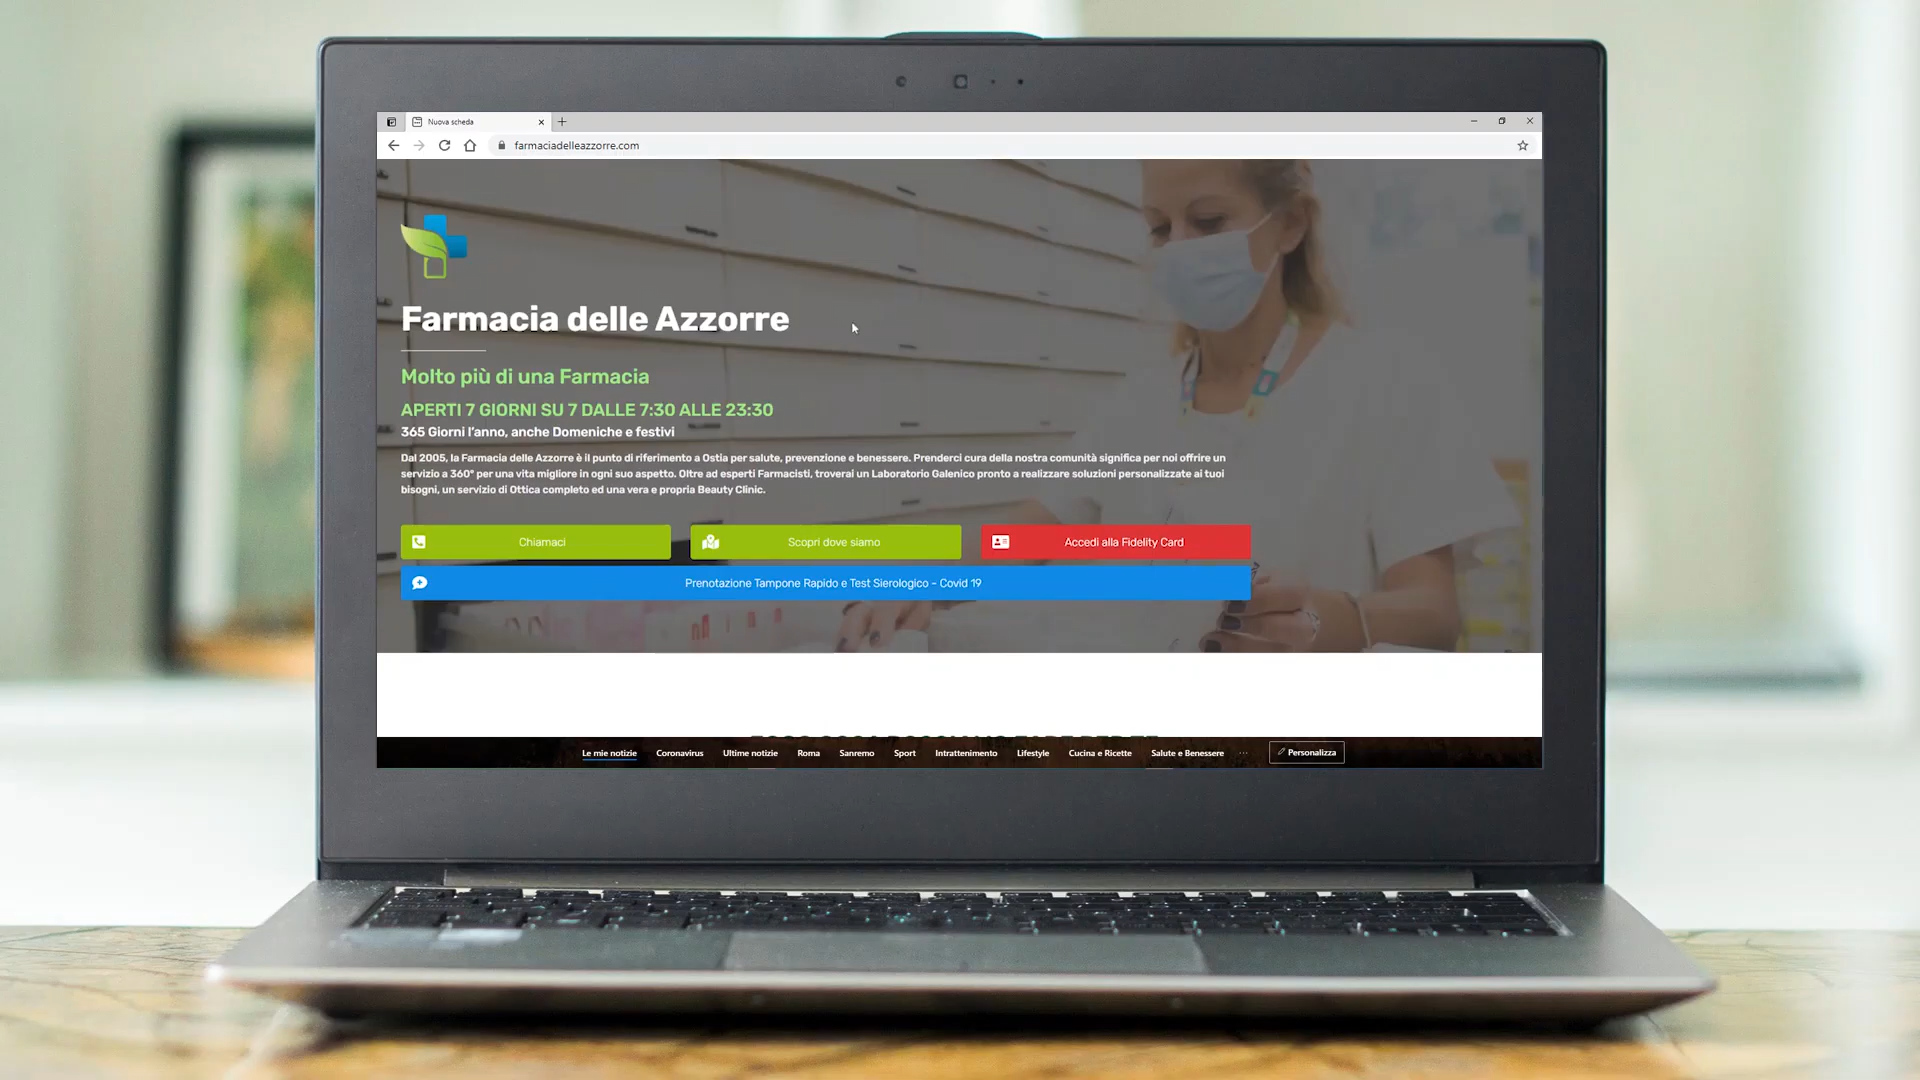 Nuova scheda
farmaciadelleazzorre.com
Farmacia delle Azzorre
Molto più di una Farmacia
APERTI 7 GIORNI SU 7 DALLE 7:30 ALLE 23:30
365 Giorni l'anno, anche Domeniche e festivi
Dal 2005, la Farmacia delle Azzorre è il punto di riferimento a Ostia per salute, prevenzione e benessere. Prenderci cura della nostra comunità significa per noi offrire un
servizio a 360° per una vita migliore in ogni suo aspetto. Oltre ad esperti Farmacisti, troverai un Laboratorio Galenico pronto a realizzare soluzioni personalizzate ai tuoi
bisogni, un servizio di Ottica completo ed una vera e propria Beauty Clinic.
Chiamaci
Scopri dove siamo
Accedi alla Fidelity Card
Prenotazione Tampone Rapido e Test Sierologico - Covid 19
Le mie notizie Coronavirus Ultime notizie Roma Sanremo Sport Intrattenimento Lifestyle Cucina e Ricette Salute e Benessere ... Personalizza